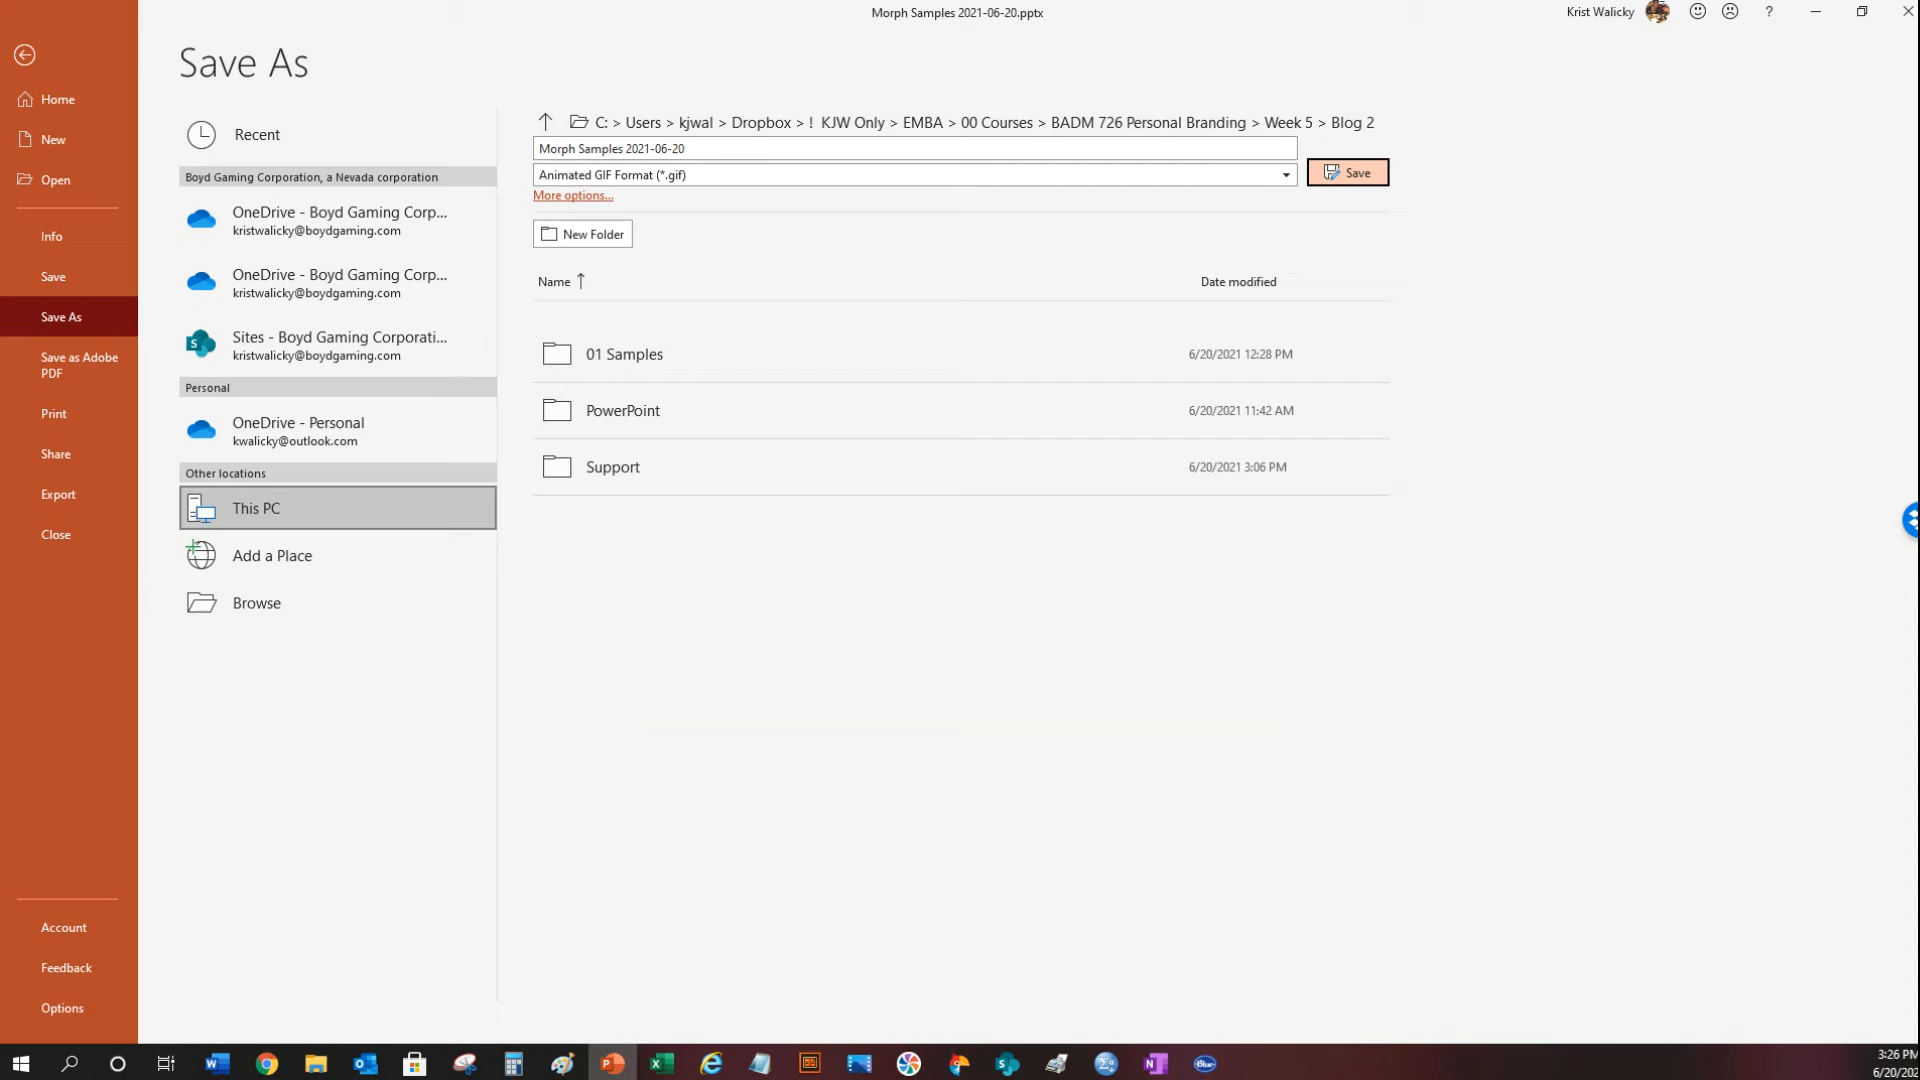 Morph Samples 2021-06-20.pptx
Krist Walicky
?
Save As
Home
New
Open
Info
Save
Save As
Save as Adobe
PDF
Print
Share
Export
Close
Account
Feedback
Options
Recent
Boyd Gaming Corporation, a Nevada corporation
OneDrive - Boyd Gaming Corp...
kristwalicky@boydgaming.com
OneDrive - Boyd Gaming Corp...
kristwalicky@boydgaming.com
Sites - Boyd Gaming Corporati...
kristwalicky@boydgaming.com
Personal
OneDrive - Personal
kwalicky@outlook.com
Other locations
This PC
Add a Place
Browse
C: > Users > kjwal > Dropbox > ! KJW Only > EMBA > 00 Courses > BADM 726 Personal Branding > Week 5 > Blog 2
Morph Samples 2021-06-20
Animated GIF Format (*.gif)
Save
More options...
New Folder
Name Date modified
01 Samples 6/20/2021 12:28 PM
PowerPoint 6/20/2021 11:42 AM
Support 6/20/2021 3:06 PM
3:26 PM
6/20/202